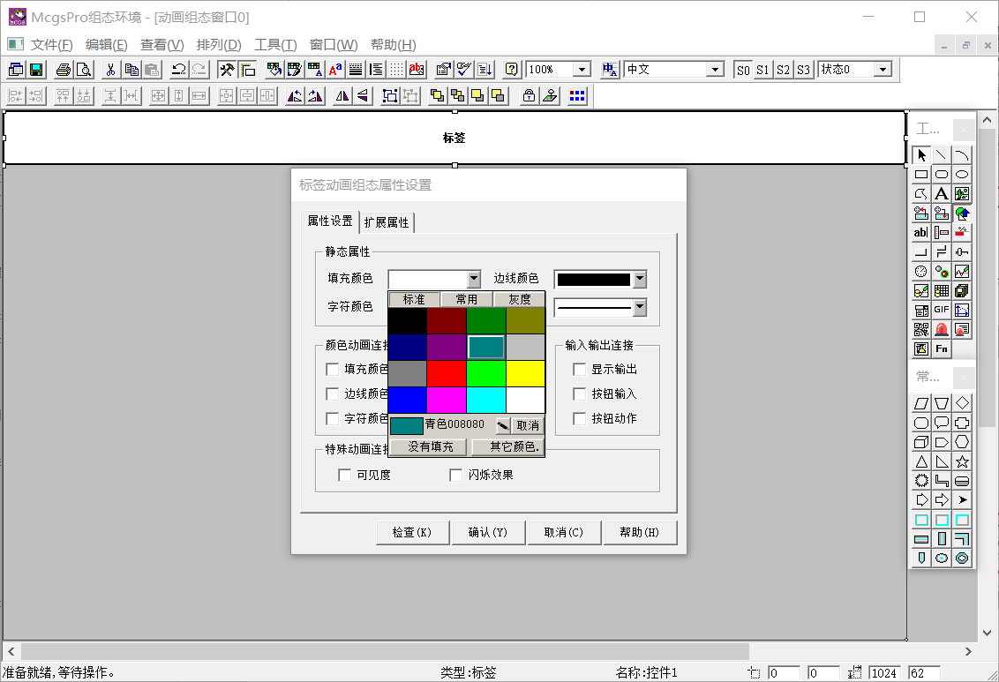 McgsPro组态环境 - [动画组态窗口0]
文件(F) 编辑(E) 查看(V) 排列(D) 工具(T) 窗口(W) 帮助(H)
100% 中文 S0 S1 S2 S3 状态0
标签
工...
标签动画组态属性设置
属性设置 扩展属性
静态属性
填充颜色 边线颜色
字符颜色
标准 常用 灰度
颜色动画连接 输入输出连接
填充颜色 显示输出
边线颜色 按钮输入
字符颜色 按钮动作
青色008080 取消
没有填充 其它颜色.
特殊动画连接
可见度 闪烁效果
检查(K) 确认(Y) 取消(C) 帮助(H)
ab|
GIF
Fn
常...
准备就绪,等待操作。 类型:标签 名称:控件1 0 0 1024 62